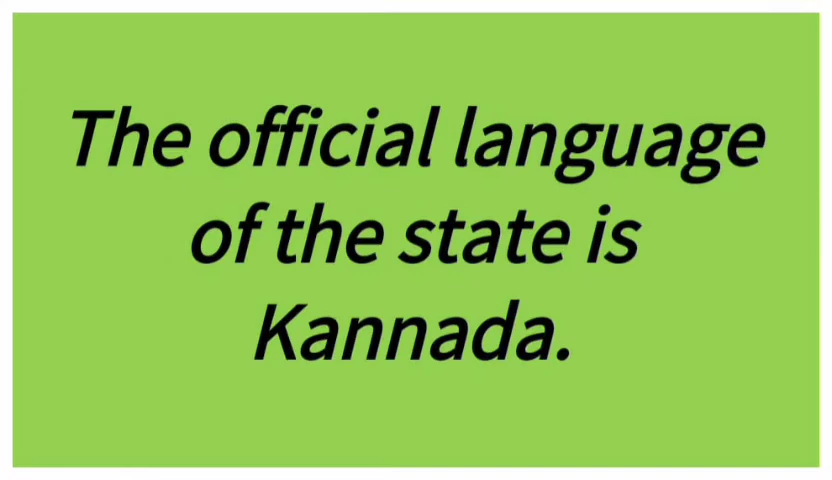 The official language
of the state is
Kannada.